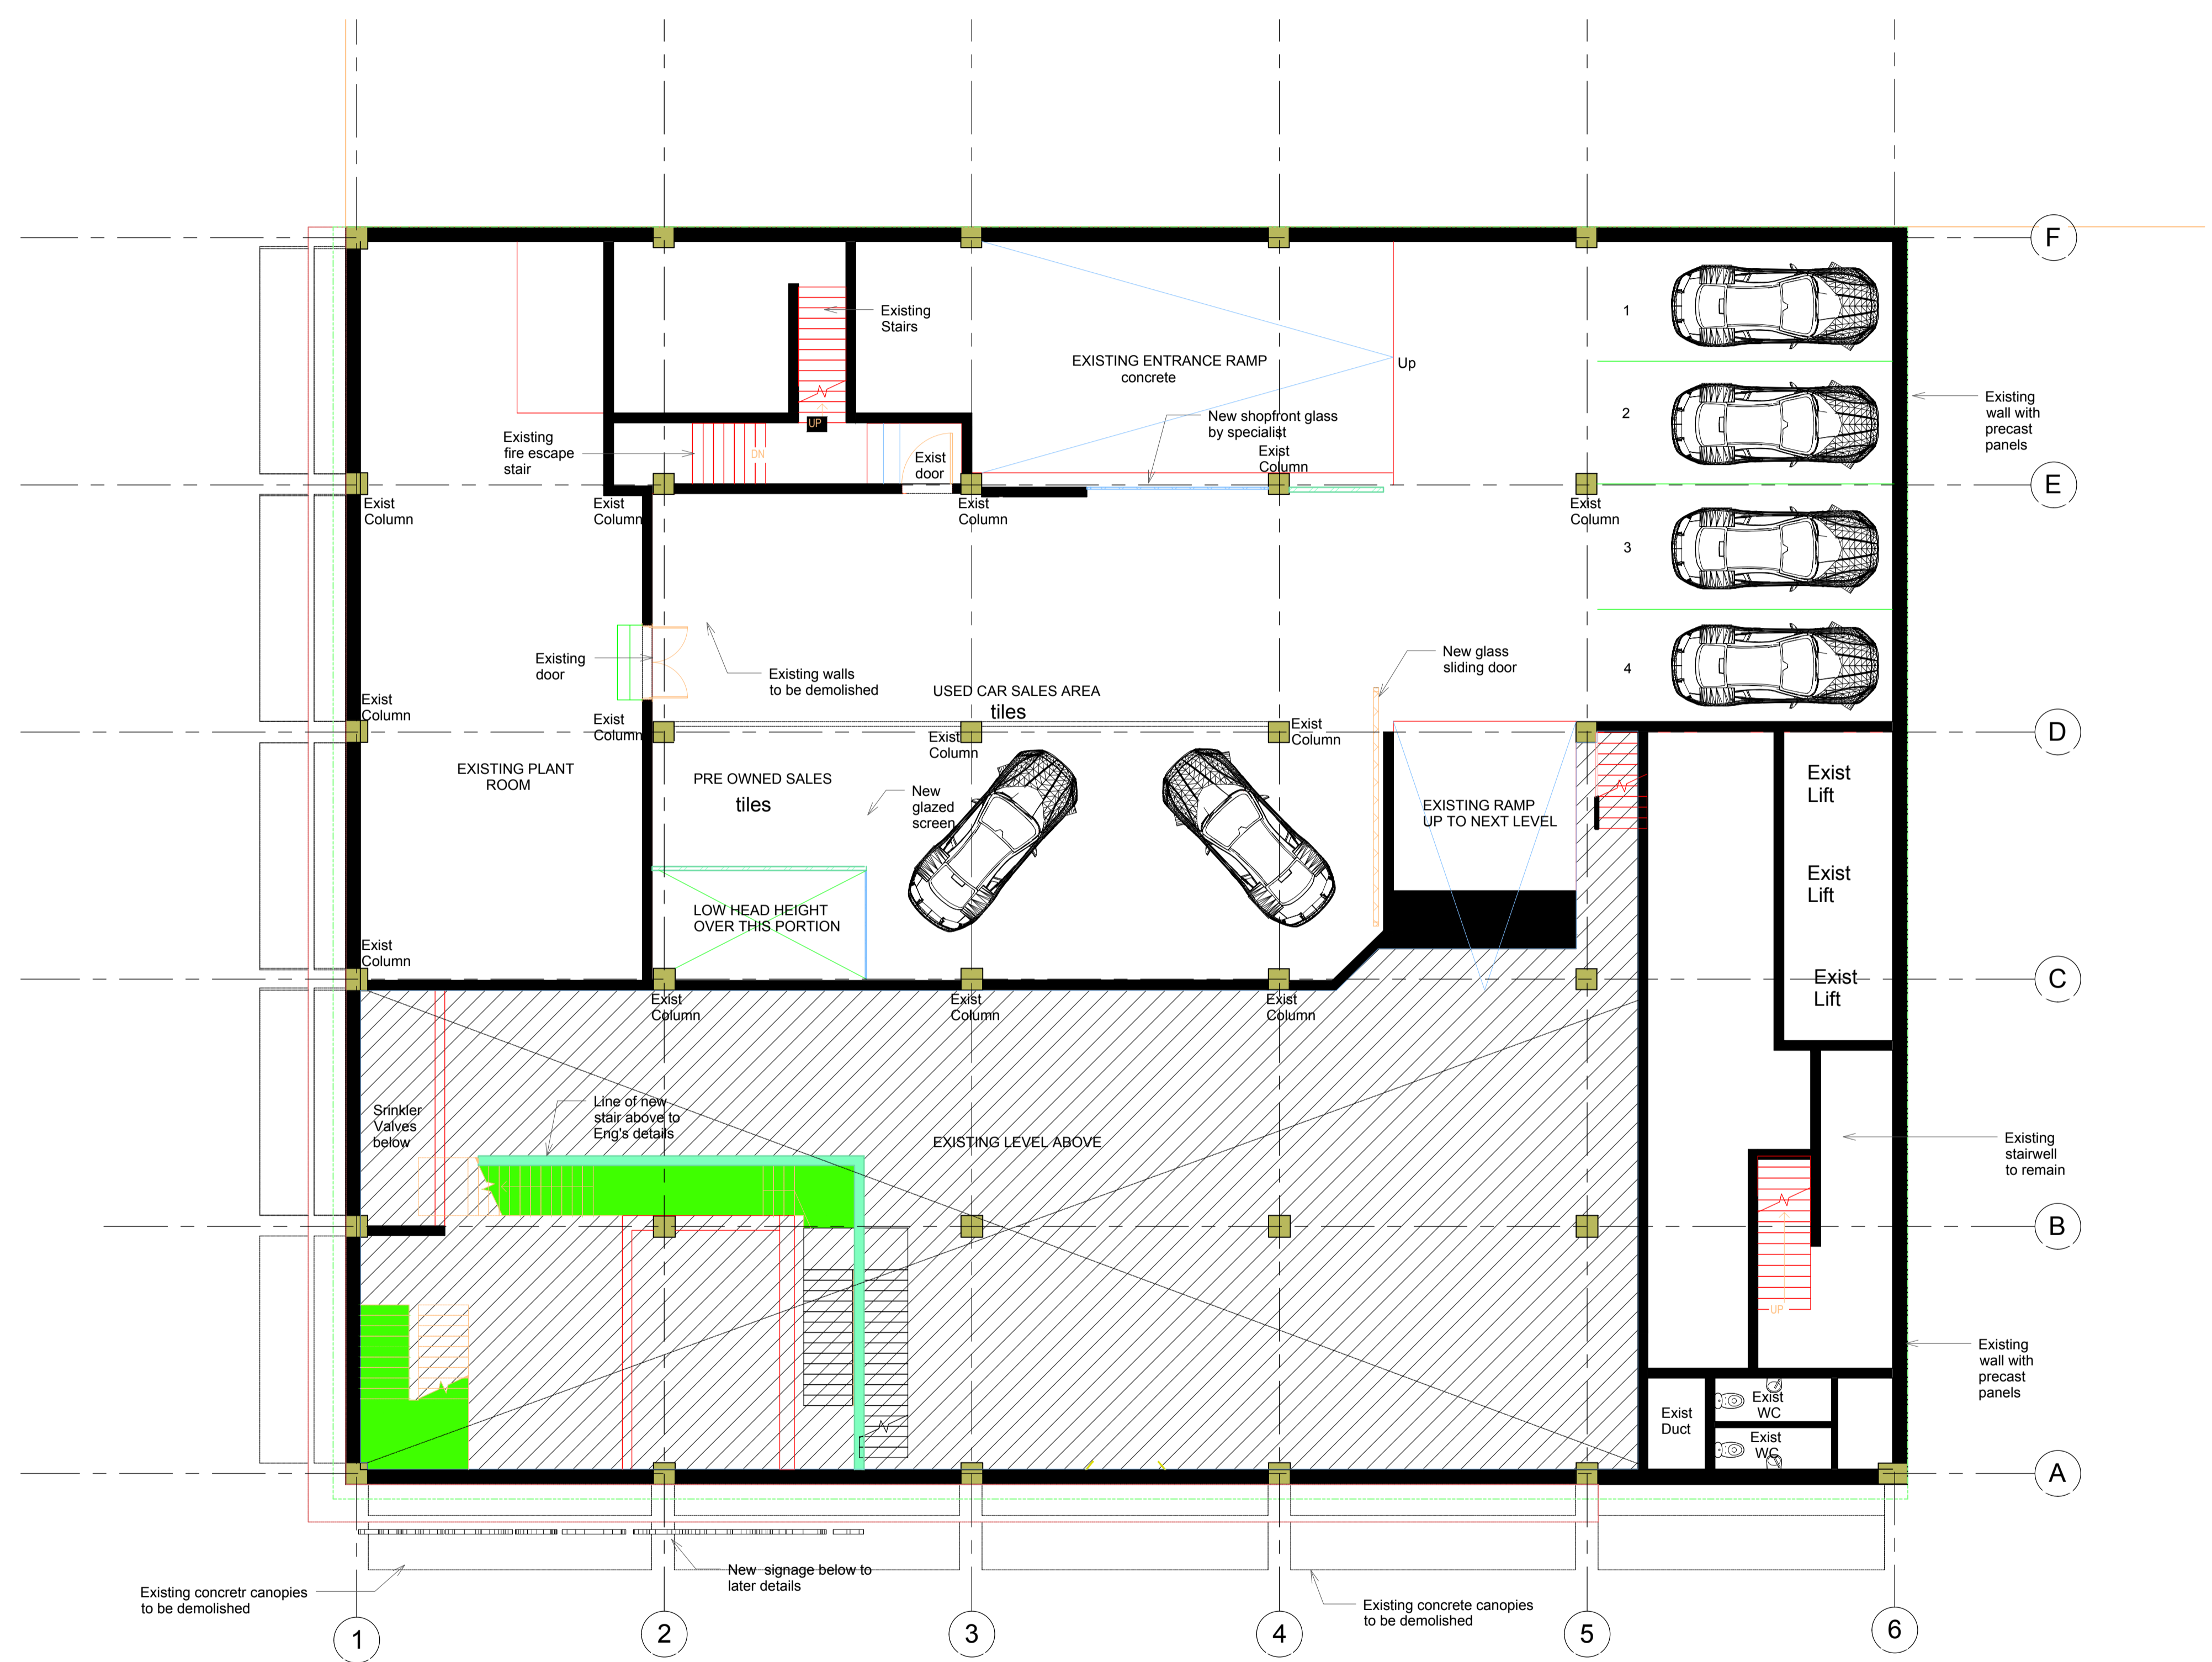 F
Existing
Stairs
1
EXISTING ENTRANCE RAMP
concrete
Up
Existing
wall with
precast
panels
New shopfront glass
by specialist
2
UP
Existing
fire escape
stair
DN
Exist
door
Exist
Column
E
Exist
Column
Exist
Column
Exist
Column
Exist
Column
3
Existing
door
Existing walls
to be demolished
New glass
sliding door
4
USED CAR SALES AREA
tiles
Exist
Column
Exist
Column
Exist
Column
Exist
Column
D
EXISTING PLANT
ROOM
PRE OWNED SALES
tiles
New
glazed
screen
EXISTING RAMP
UP TO NEXT LEVEL
Exist
Lift
Exist
Lift
LOW HEAD HEIGHT
OVER THIS PORTION
Exist
Column
Exist
Lift
C
Exist
Column
Exist
Column
Exist
Column
Srinkler
Valves
below
Line of new
stair above to
Eng's details
EXISTING LEVEL ABOVE
Existing
stairwell
to remain
B
UP
Existing
wall with
precast
panels
Exist
Duct
Exist
WC
Exist
WC
A
New signage below to
later details
Existing concretr canopies
to be demolished
Existing concrete canopies
to be demolished
1
2
3
4
5
6